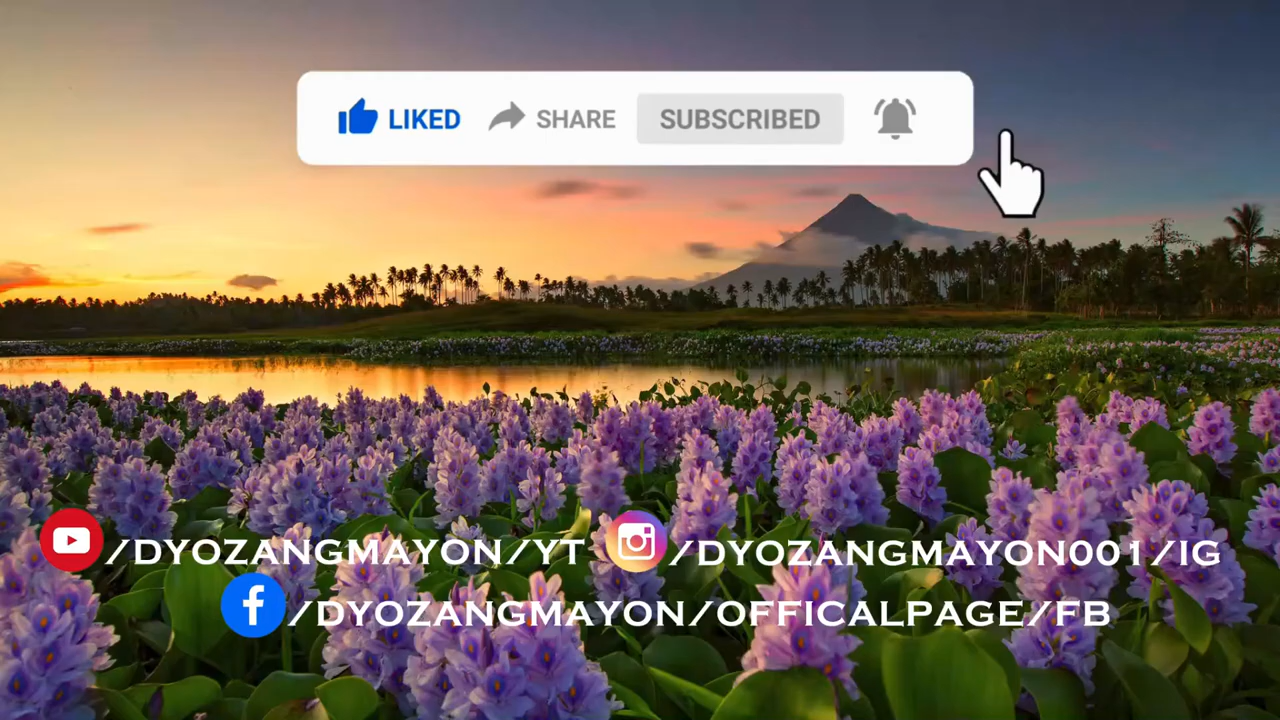 LIKED SHARE SUBSCRIBED
/DYOZANGMAYON/YT /DYOZANGMAYON001/IG
/DYOZANGMAYON/OFFICALPAGE/FB